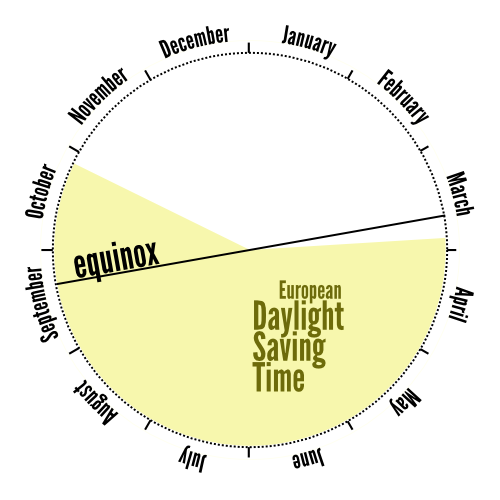 January
February
March
April
May
June
July
August
September
October
November
December
equinox
European
Daylight
Saving
Time